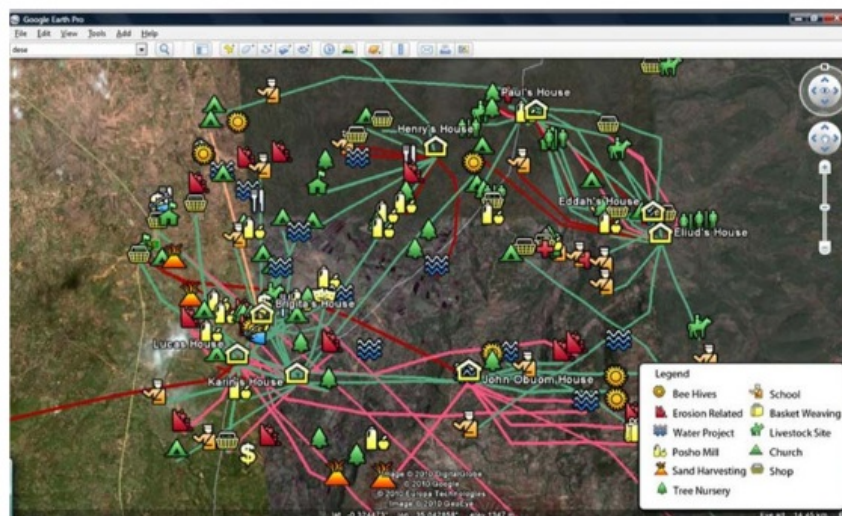 Google Earth Pro
File Edit View Tools Add Help
dese
Paul's House
Henry's House
Eddah's House
Eliud's House
Brigita's House
Lucas House
Karin's House
John Obuom House
Legend
Bee Hives
School
Erosion Related
Basket Weaving
Water Project
Livestock Site
Posho Mill
Church
Sand Harvesting
Shop
Tree Nursery
Image © 2010 DigitalGlobe
© 2010 Google
© 2010 Europa Technologies
Image © 2010 GeoEye